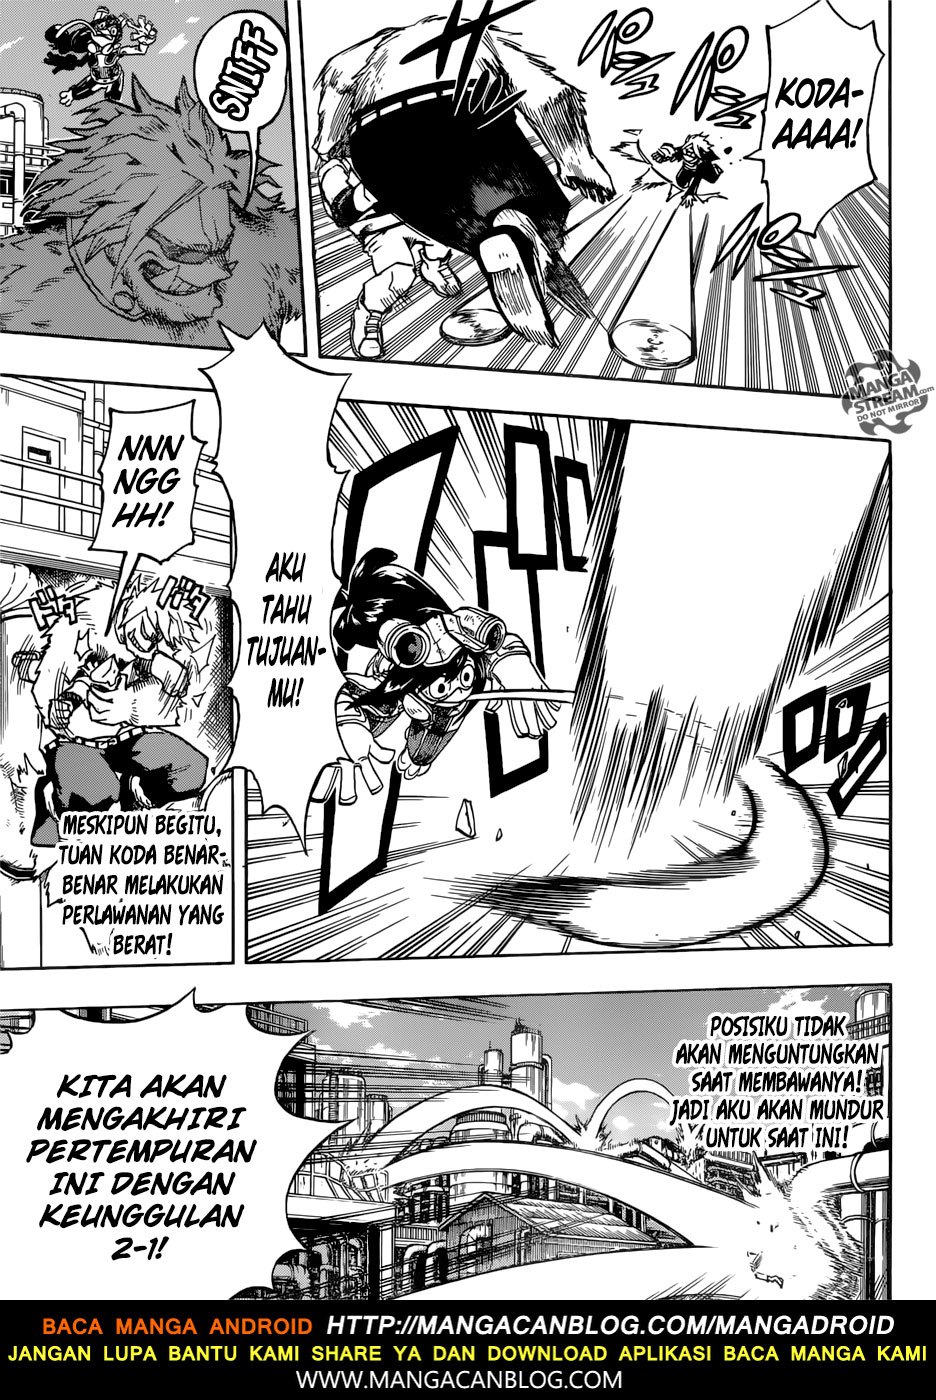 KODA-
AAAA!
SNIFF
MANGA
STREAM.com
DO NOT MIRROR
AKU
TAHU
TUJUAN-
MU!
NNN
NGG
HH!
MESKIPUN BEGITU,
TUAN KODA BENAR-
BENAR MELAKUKAN
PERLAWANAN YANG
BERAT!
POSISIKU TIDAK
AKAN MENGUNTUNGKAN
SAAT MEMBAWANYA!
JADI AKU AKAN MUNDUR
UNTUK SAAT INI!
KITA AKAN
MENGAKHIRI
PERTEMPURAN
INI DENGAN
KEUNGGULAN
2-1!
BACA MANGA ANDROID HTTP://MANGACANBLOG.COM/MANGADROID
JANGAN LUPA BANTU KAMI SHARE YA DAN DOWNLOAD APLIKASI BACA MANGA KAMI
WWW.MANGACANBLOG.COM